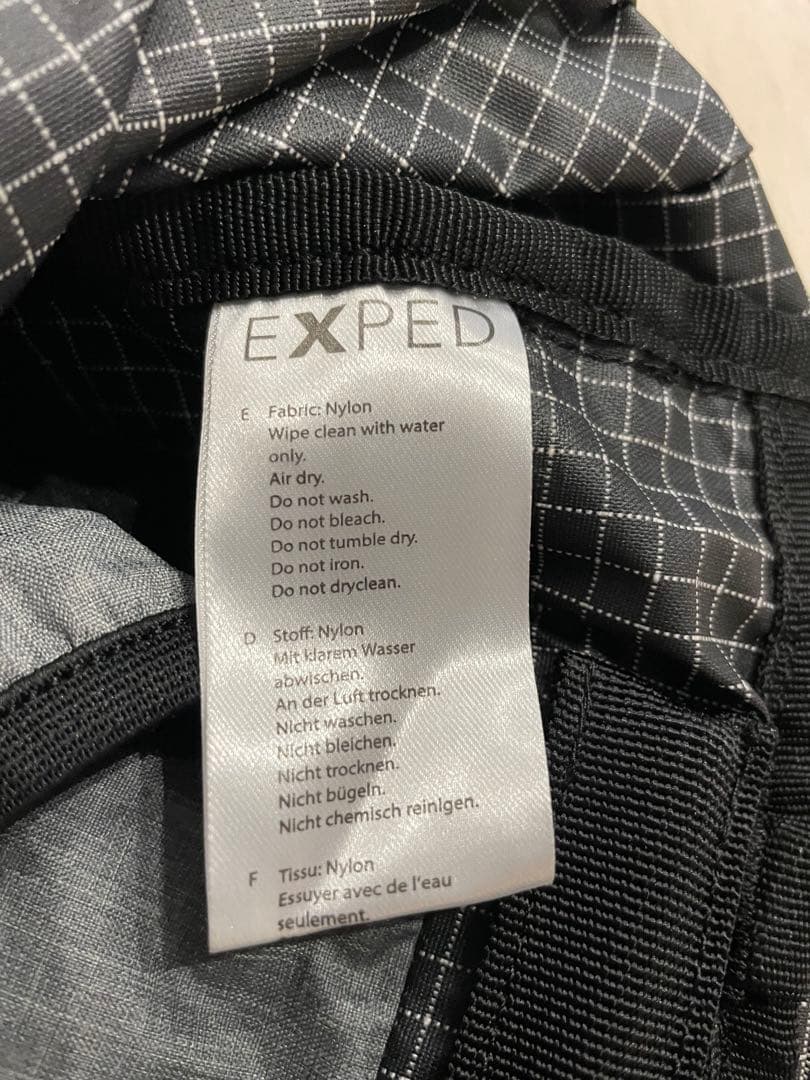 EXPED
E Fabric: Nylon
Wipe clean with water
only.
Air dry.
Do not wash.
Do not bleach.
Do not tumble dry.
Do not iron.
Do not dryclean.
D Stoff: Nylon
Mit klarem Wasser
abwischen.
An der Luft trocknen.
Nicht waschen.
Nicht bleichen.
Nicht trocknen.
Nicht bügeln.
Nicht chemisch reinigen.
F Tissu: Nylon
Essuyer avec de l'eau
seulement.